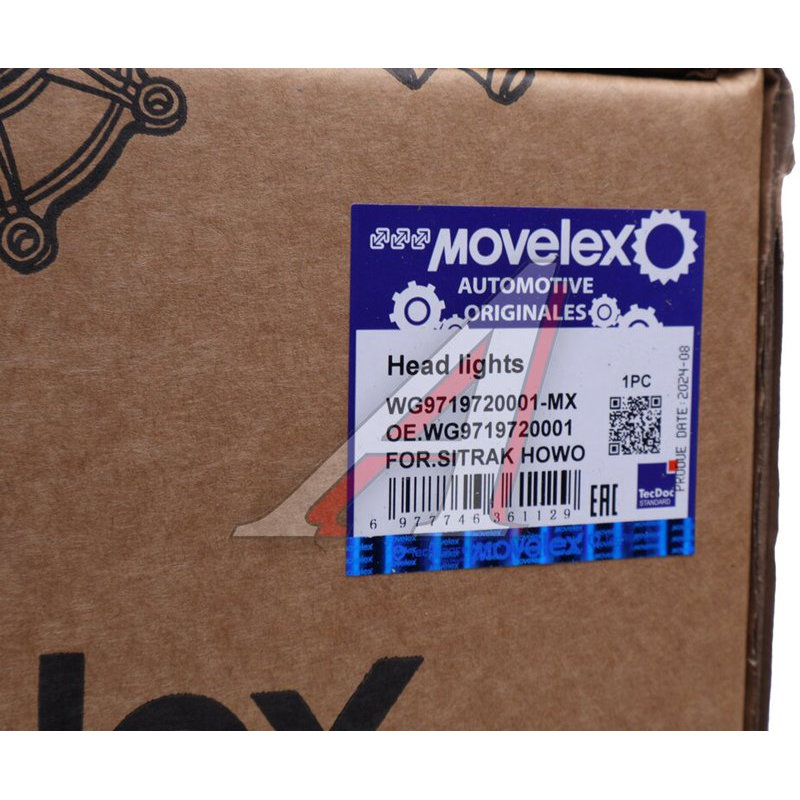 MOVelex
AUTOMOTIVE
ORIGINALES
Head lights
WG9719720001-MX
OE.WG9719720001
FOR.SITRAK HOWO
1PC
PRODUE DATE:2024-08
6 977746 361129
EAC
TecDoc
STANDARD
MOVelex
lex